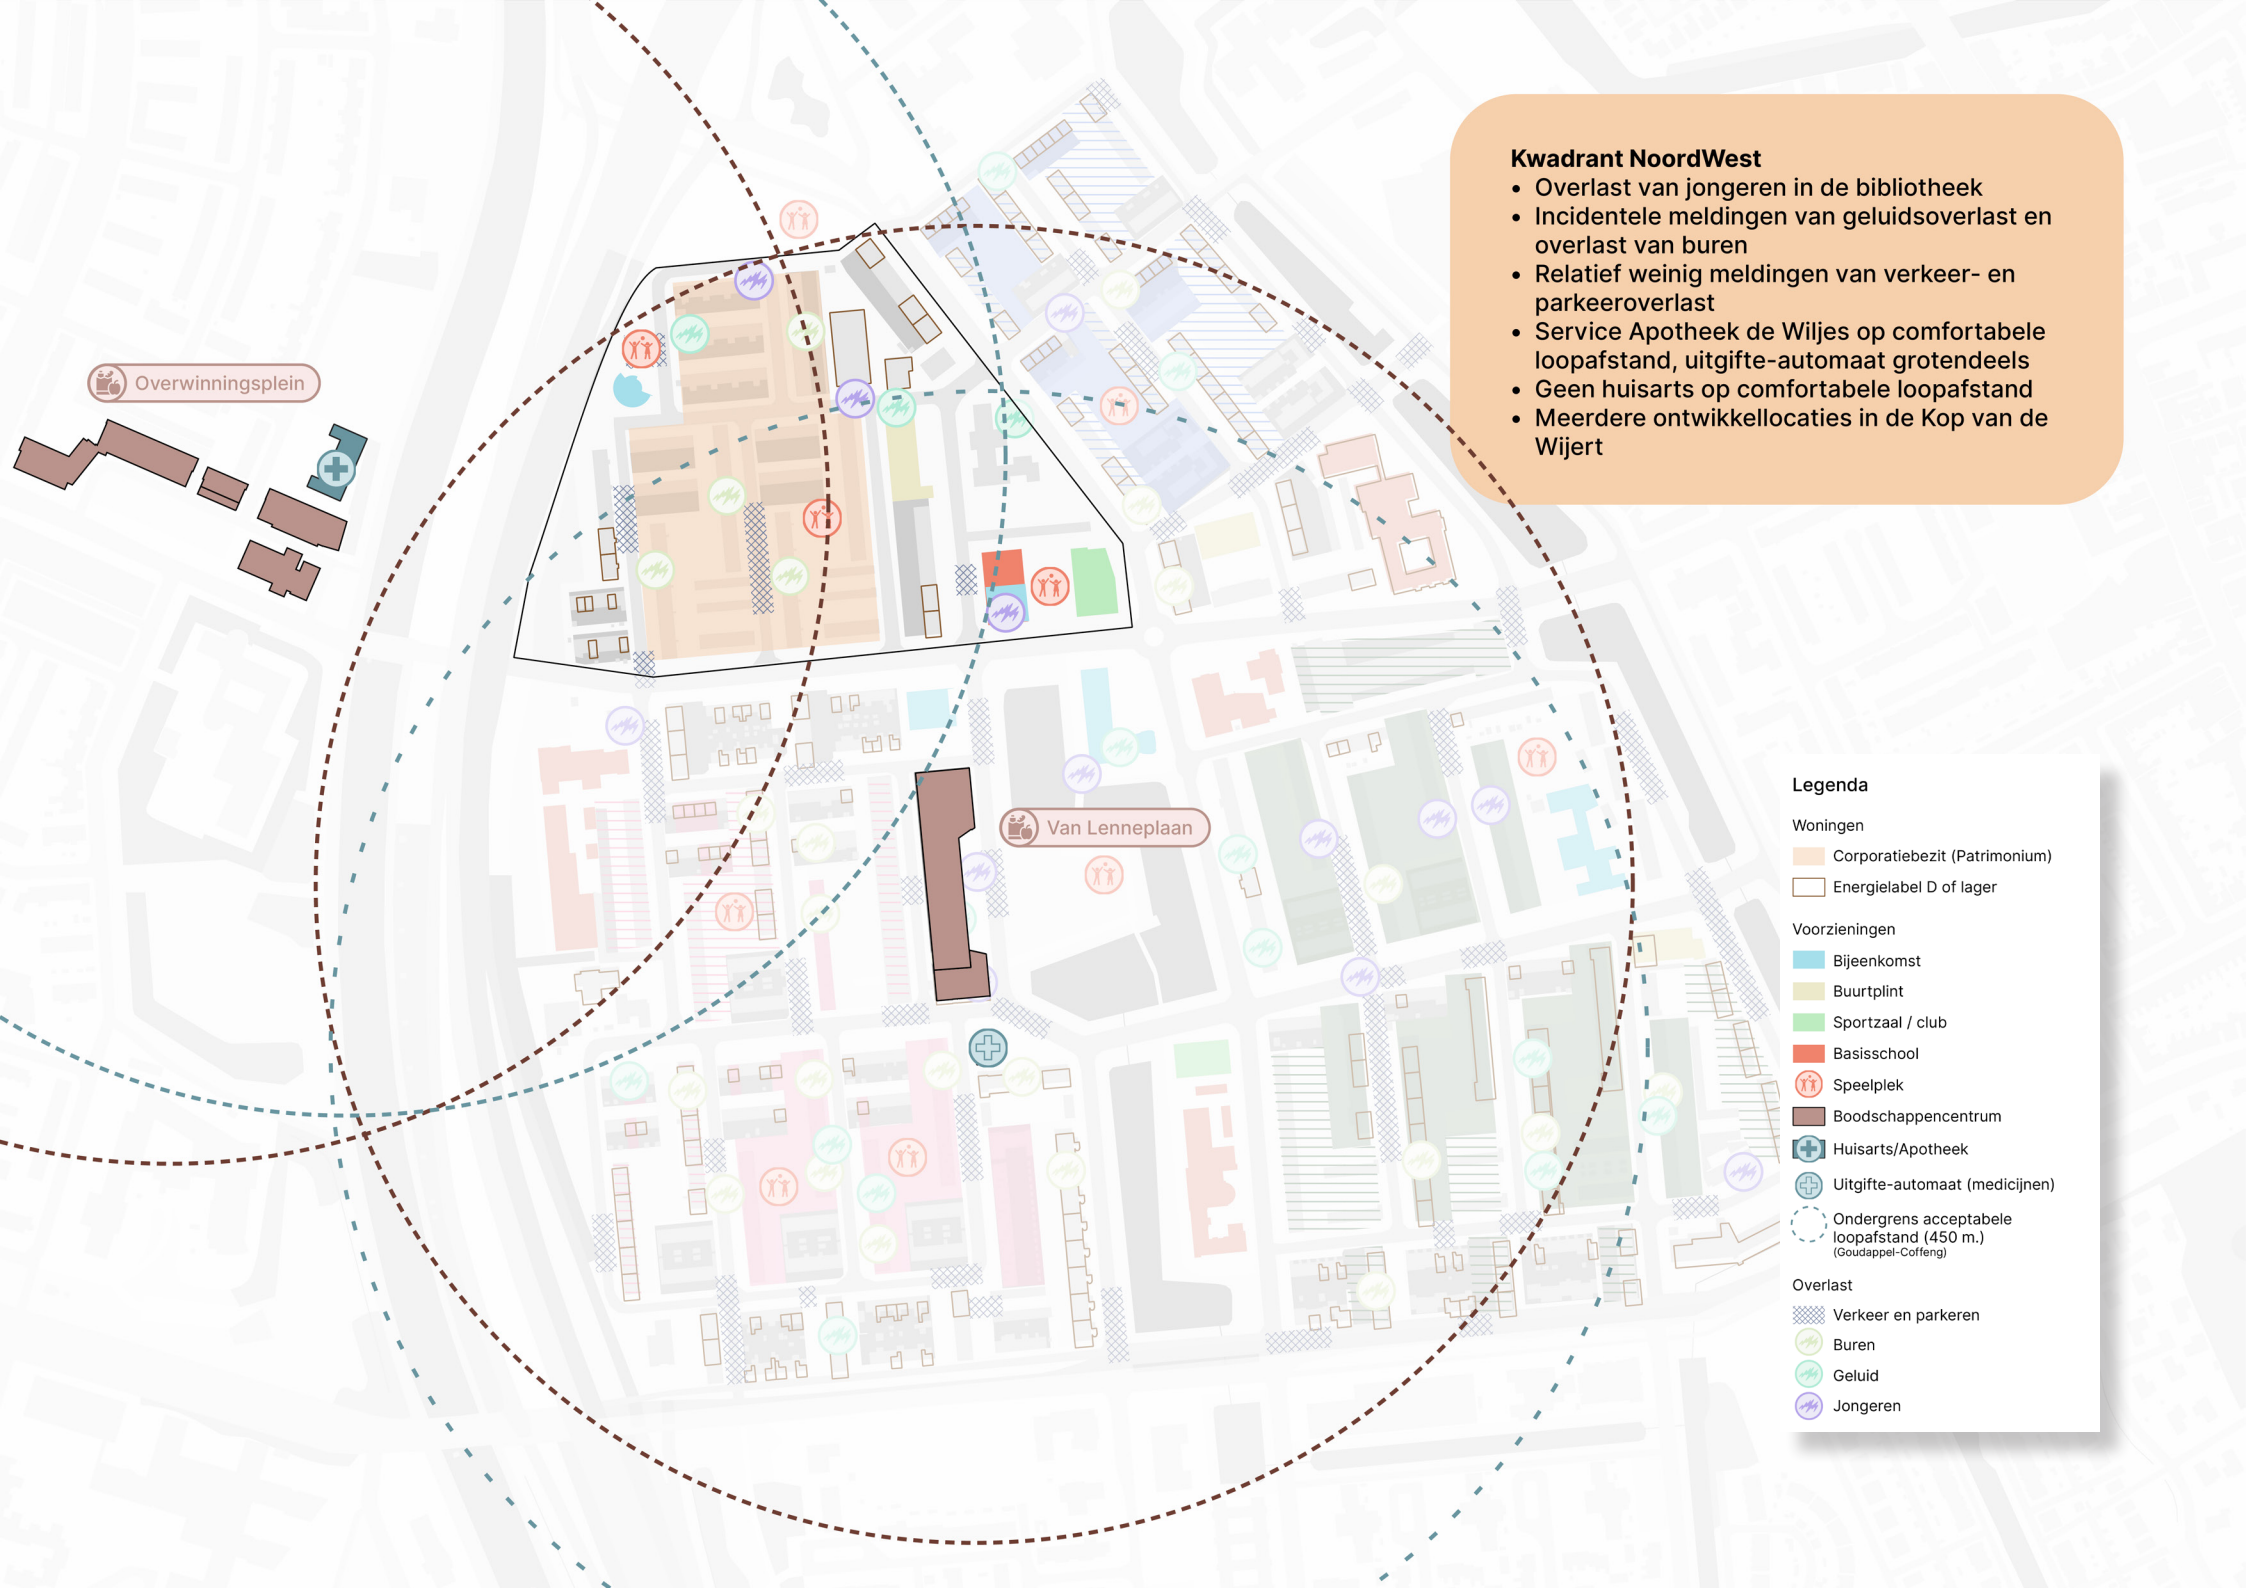 Kwadrant NoordWest
• Overlast van jongeren in de bibliotheek
• Incidentele meldingen van geluidsoverlast en
overlast van buren
• Relatief weinig meldingen van verkeer- en
parkeeroverlast
• Service Apotheek de Wiljes op comfortabele
loopafstand, uitgifte-automaat grotendeels
• Geen huisarts op comfortabele loopafstand
• Meerdere ontwikkellocaties in de Kop van de
Wijert
Overwinningsplein
Van Lenneplaan
Legenda
Woningen
Corporatiebezit (Patrimonium)
Energielabel D of lager
Voorzieningen
Bijeenkomst
Buurtplint
Sportzaal / club
Basisschool
Speelplek
Boodschappencentrum
Huisarts/Apotheek
Uitgifte-automaat (medicijnen)
Ondergrens acceptabele
loopafstand (450 m.)
(Goudappel-Coffeng)
Overlast
Verkeer en parkeren
Buren
Geluid
Jongeren